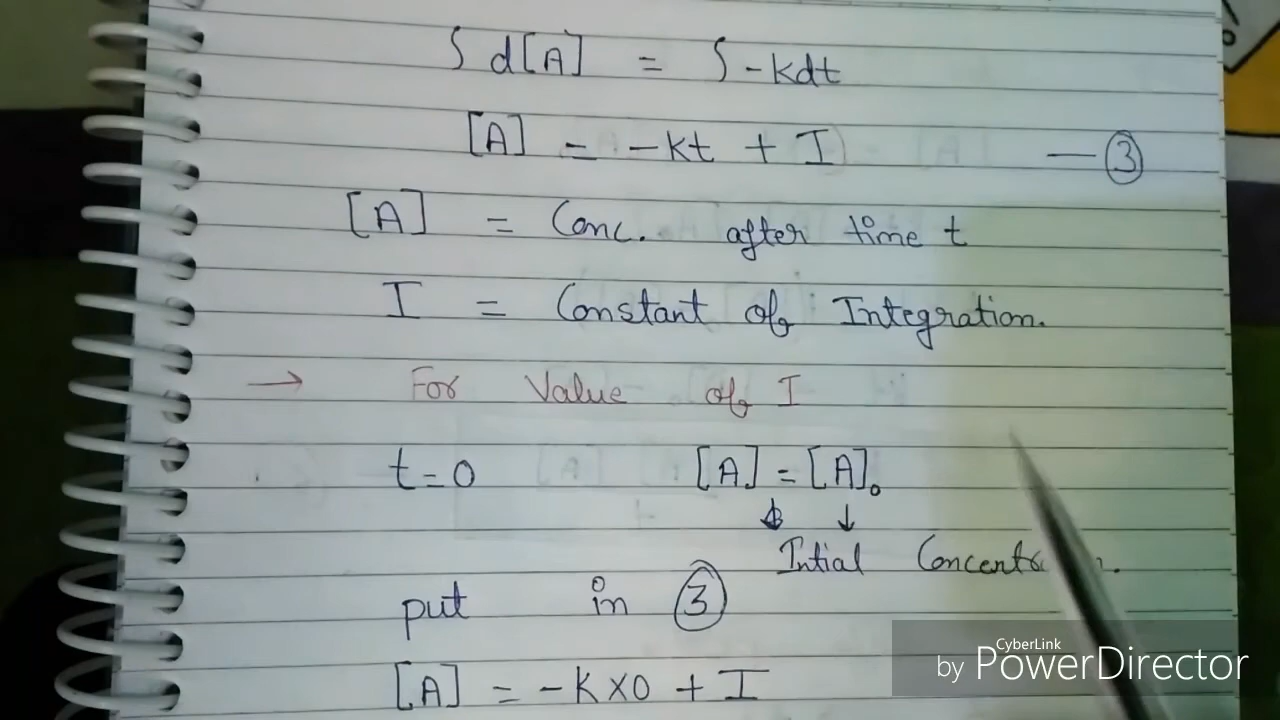 ∫ d[A] = ∫ -kdt
[A] = -kt + I — ③
[A] = Conc. after time t
I = Constant of Integration.
→ For Value of I
t=0 [A] = [A]₀
↓ ↓
Intial
put in ③
CyberLink
by PowerDirector
[A] = -K×0 + I